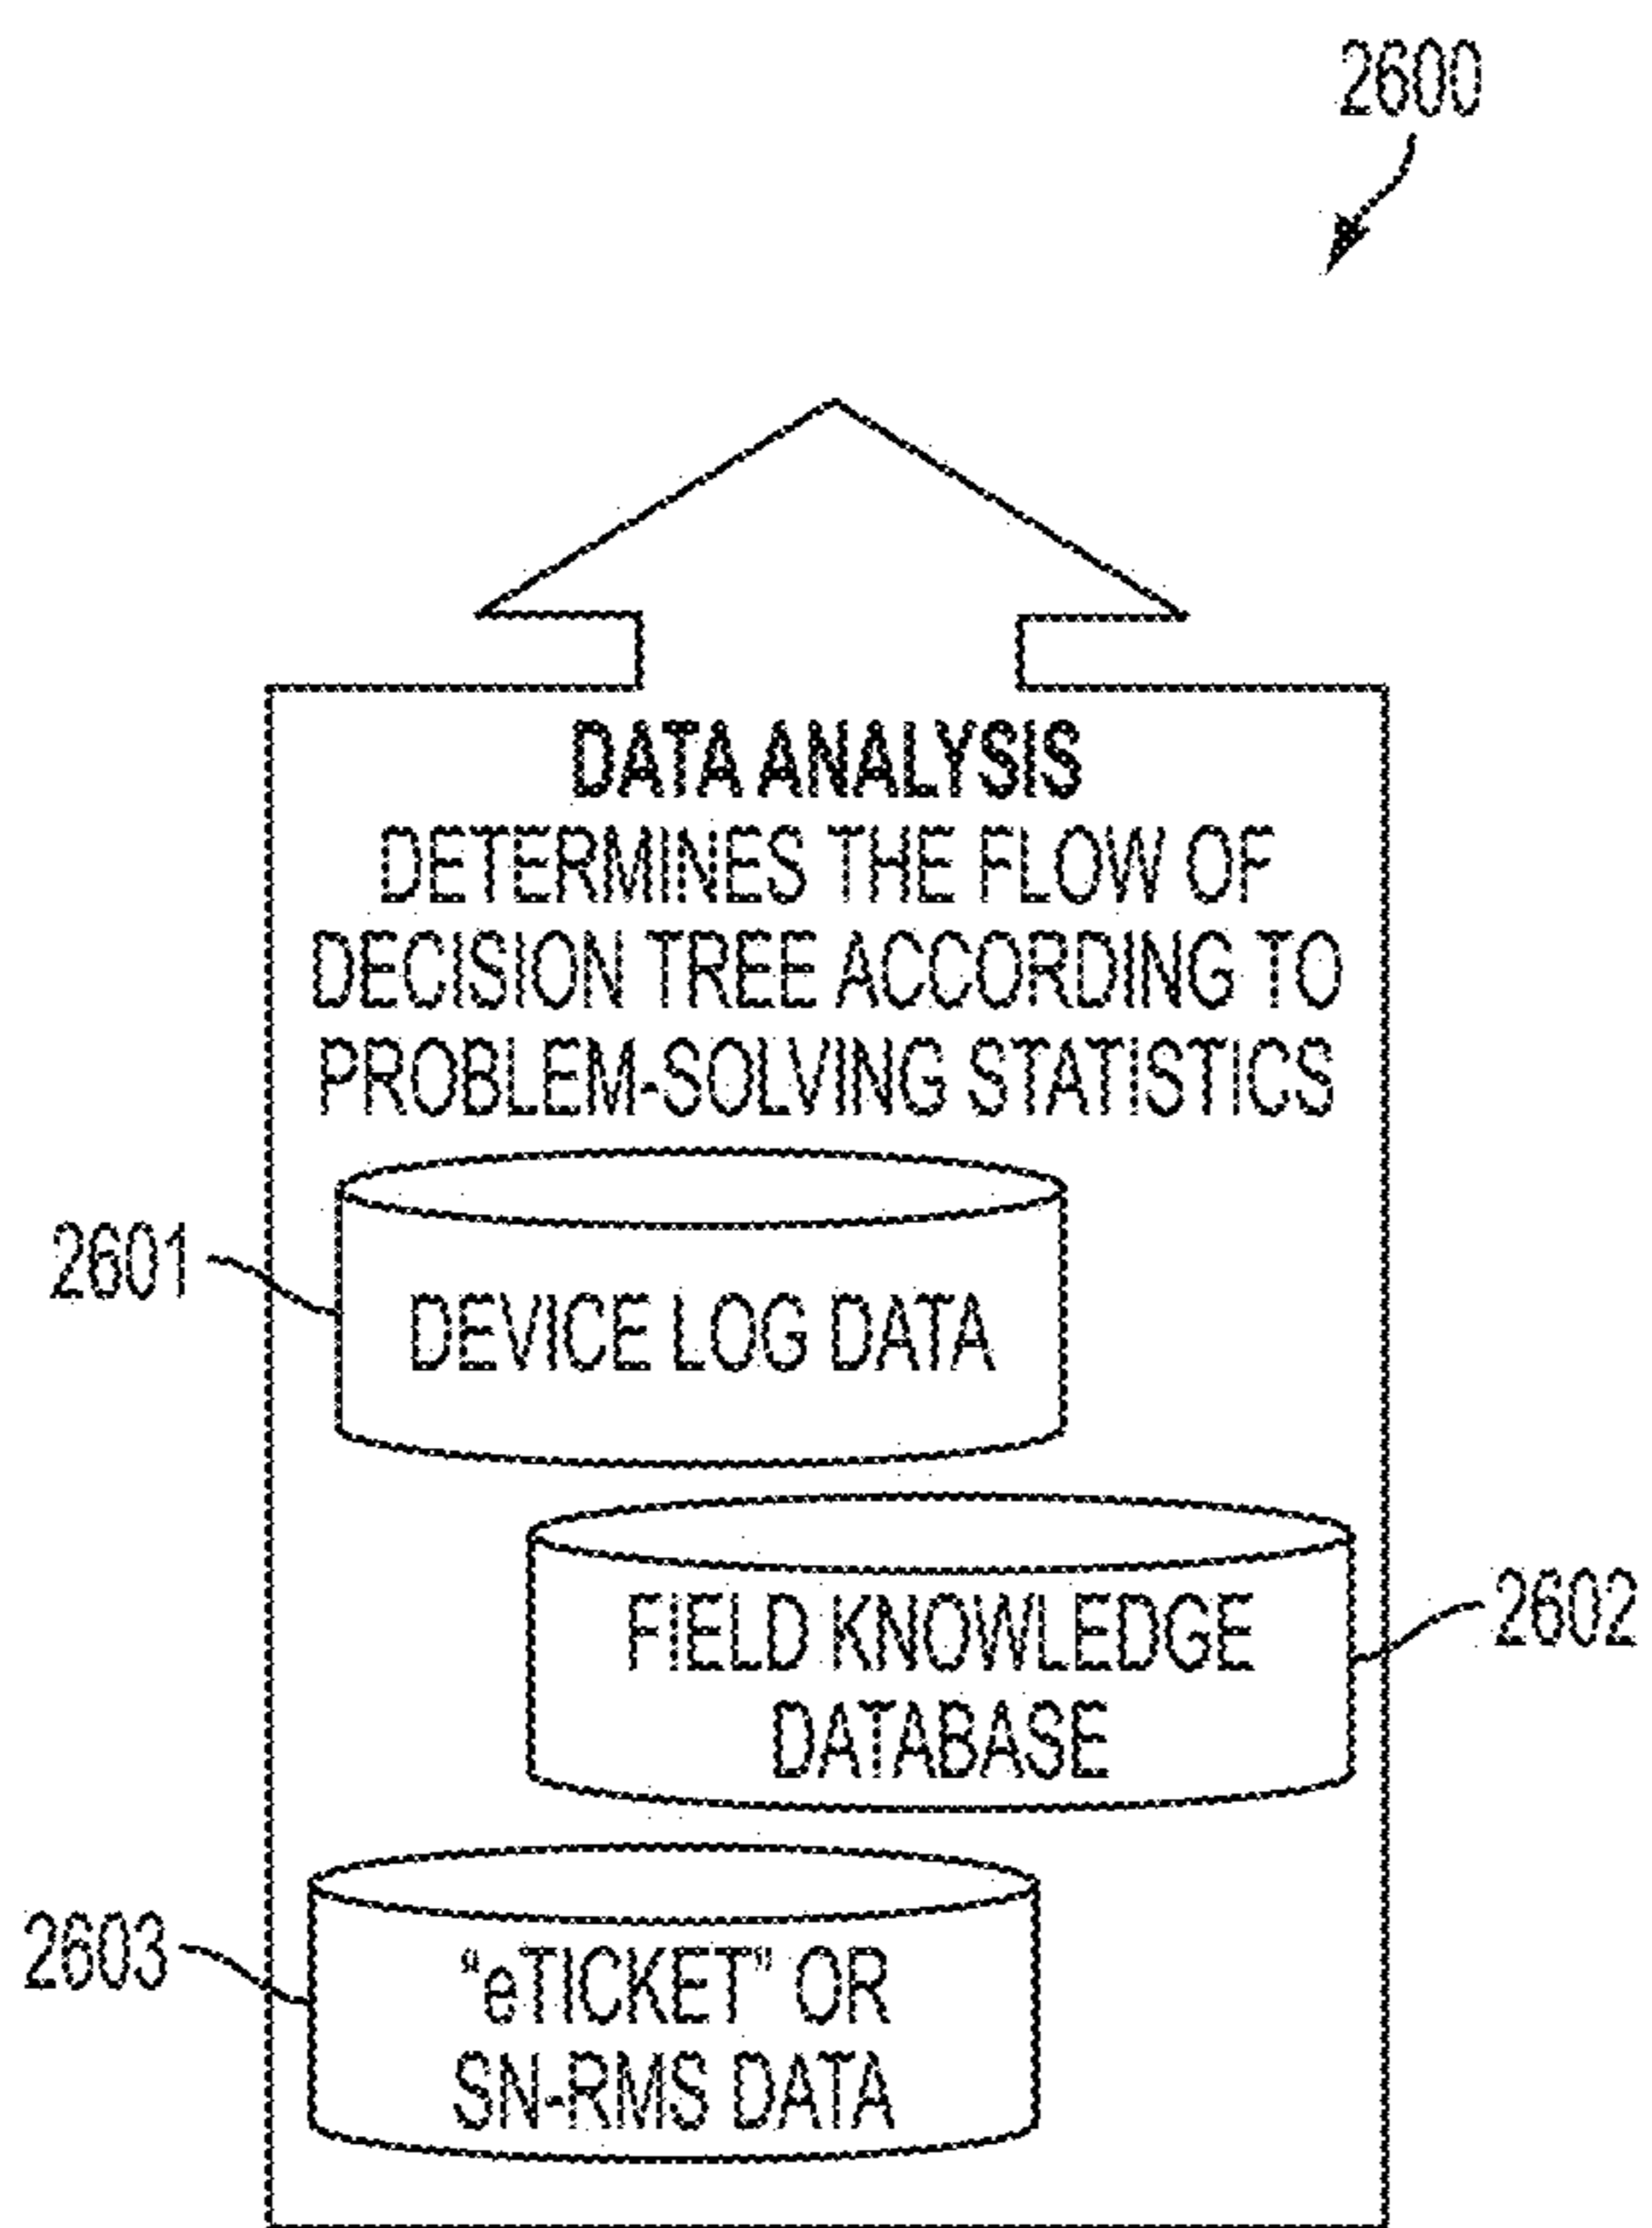 2600
DATA ANALYSIS
DETERMINES THE FLOW OF
DECISION TREE ACCORDING TO
PROBLEM-SOLVING STATISTICS
2601
DEVICE LOG DATA
FIELD KNOWLEDGE
DATABASE
2602
2603
“eTICKET” OR
SN-RMS DATA